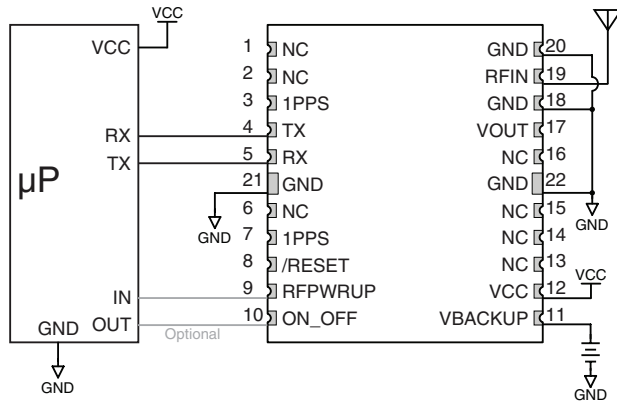 VCC
VCC
RX
TX
µP
IN
OUT
GND
GND
Optional
1 NC
2 NC
3 1PPS
4 TX
5 RX
21 GND
GND
6 NC
7 1PPS
8 /RESET
9 RFPWRUP
10 ON_OFF
GND 20
RFIN 19
GND 18
VOUT 17
NC 16
GND 22
NC 15
GND
NC 14
NC 13
VCC
VCC 12
VBACKUP 11
GND